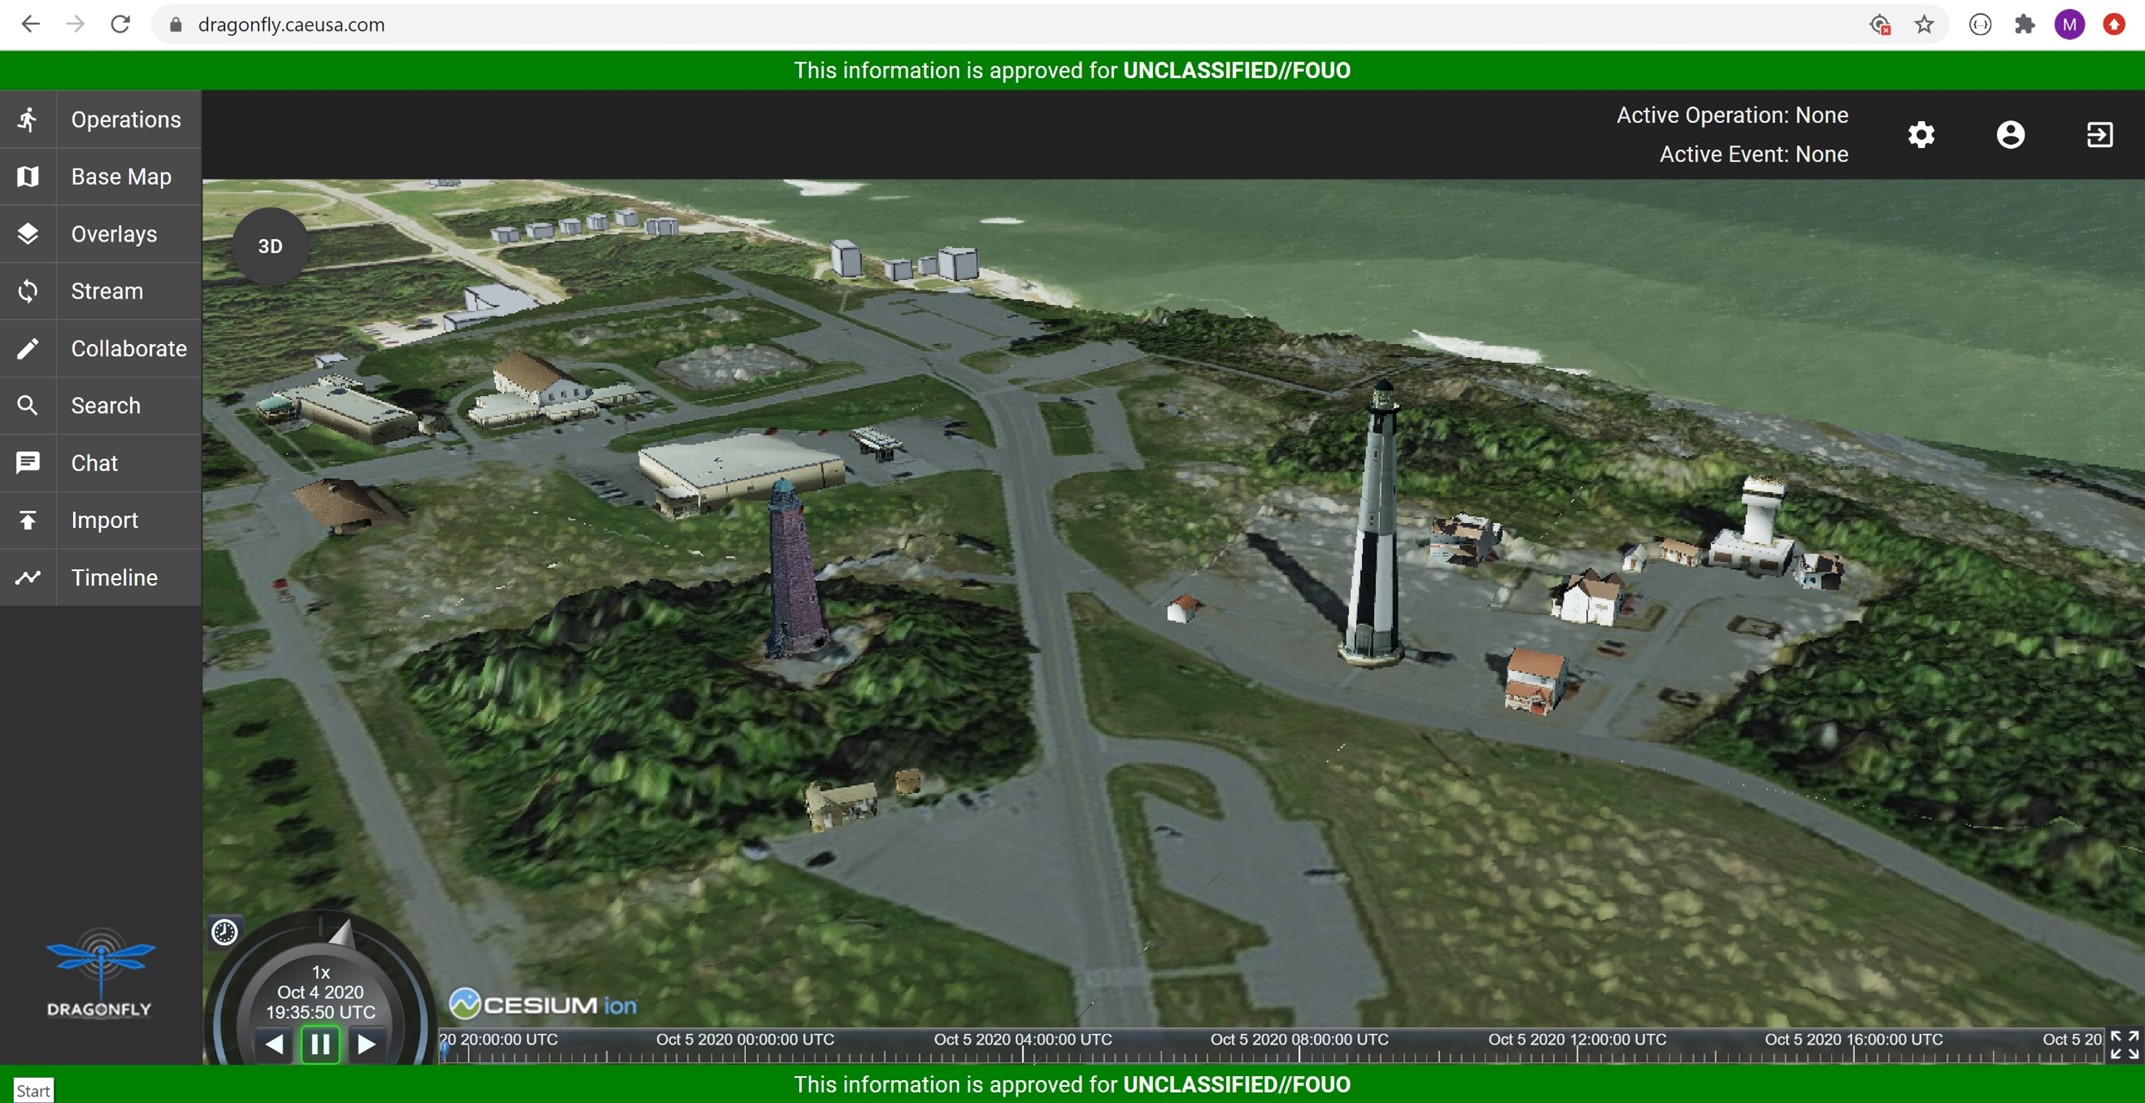 dragonfly.caeusa.com
M
This information is approved for UNCLASSIFIED//FOUO
Operations
Base Map
Overlays
Stream
Collaborate
Search
Chat
Import
Timeline
Active Operation: None
Active Event: None
3D
DRAGONFLY
1x
Oct 4 2020
19:35:50 UTC
CESIUM ion
20 20:00:00 UTC
Oct 5 2020 00:00:00 UTC
Oct 5 2020 04:00:00 UTC
Oct 5 2020 08:00:00 UTC
Oct 5 2020 12:00:00 UTC
Oct 5 2020 16:00:00 UTC
Oct 5 20
This information is approved for UNCLASSIFIED//FOUO
Start